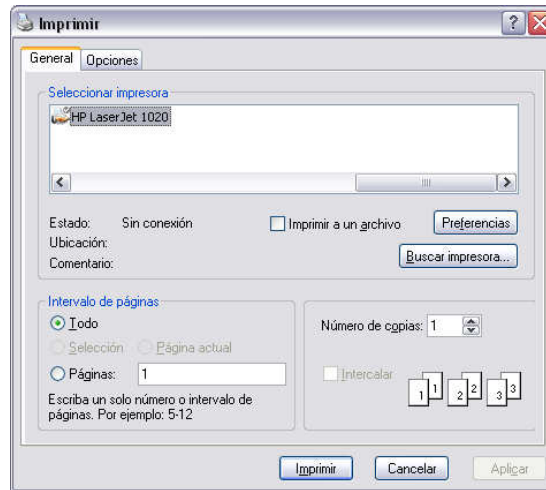 Imprimir
General Opciones
Seleccionar impresora
HP LaserJet 1020
Estado: Sin conexión
Imprimir a un archivo
Preferencias
Ubicación:
Comentario:
Buscar impresora...
Intervalo de páginas
Todo
Selección Página actual
Páginas: 1
Escriba un solo número o intervalo de
páginas. Por ejemplo: 5-12
Número de copias: 1
Intercalar
1 1 2 2 3 3
Imprimir Cancelar Aplicar